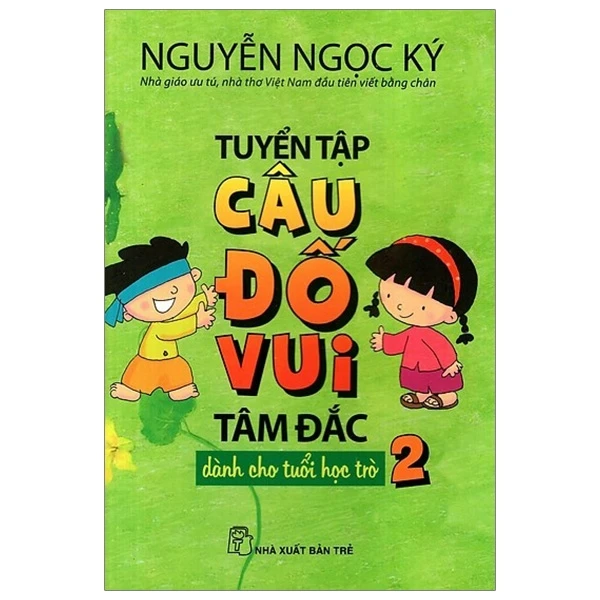 NGUYỄN NGỌC KÝ
Nhà giáo ưu tú, nhà thơ Việt Nam đầu tiên viết bằng chân
TUYỂN TẬP
CÂU
ĐỐ
VUi
TÂM ĐẮC
dành cho tuổi học trò 2
NHÀ XUẤT BẢN TRẺ